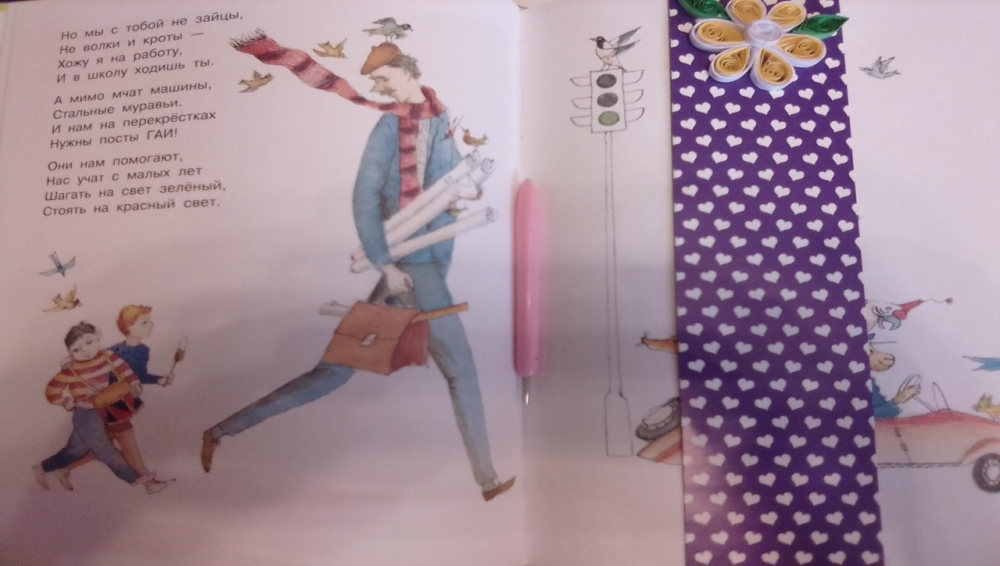 Но мы с тобой не зайцы,
Не волки и кроты —
Хожу я на работу,
И в школу ходишь ты.
А мимо мчат машины,
Стальные муравьи.
И нам на перекрёстках
Нужны посты ГАИ!
Они нам помогают,
Нас учат с малых лет
Шагать на свет зелёный,
Стоять на красный свет.